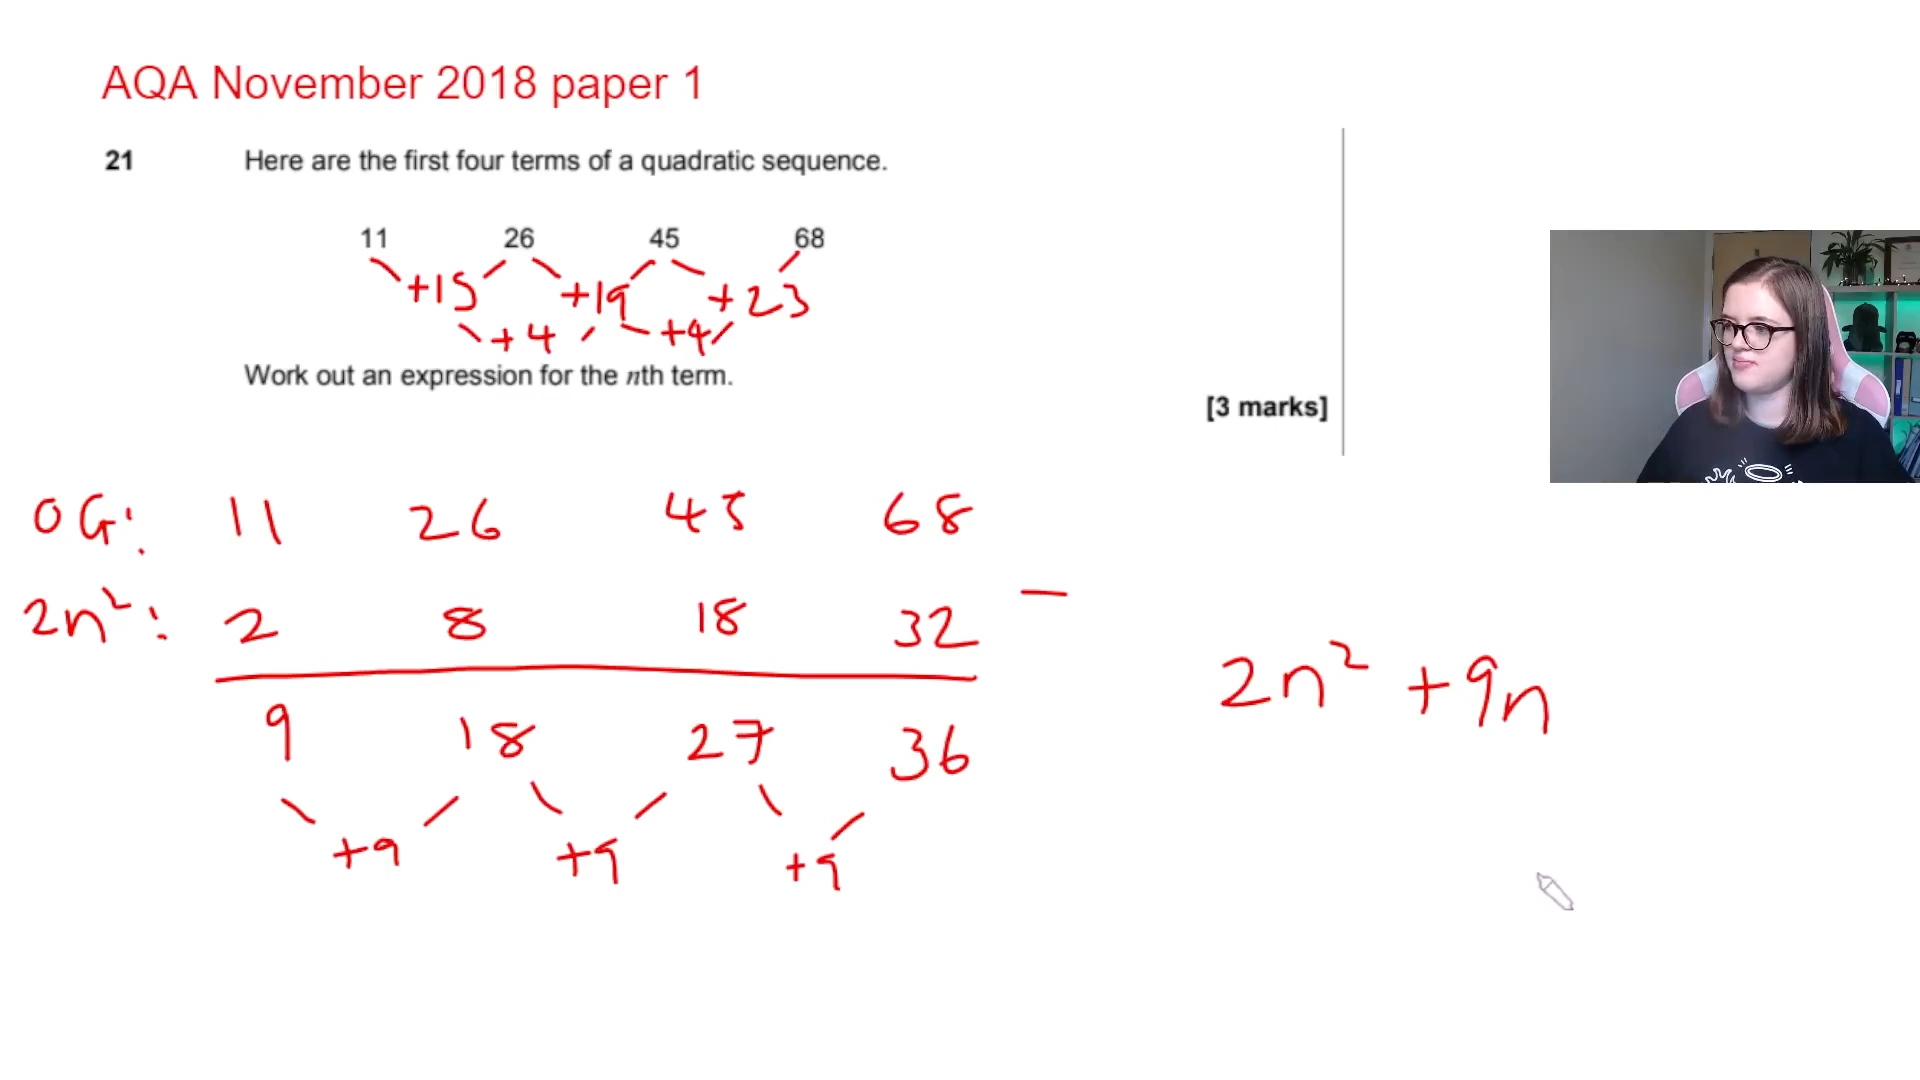 AQA November 2018 paper 1
21 Here are the first four terms of a quadratic sequence.
11 26 45 68
+15 +19 +23
+4 +4
Work out an expression for the nth term.
[3 marks]
OG: 11 26 45 68
2n²: 2 8 18 32 −
9 18 27 36
2n² + 9n
+9 +9 +9